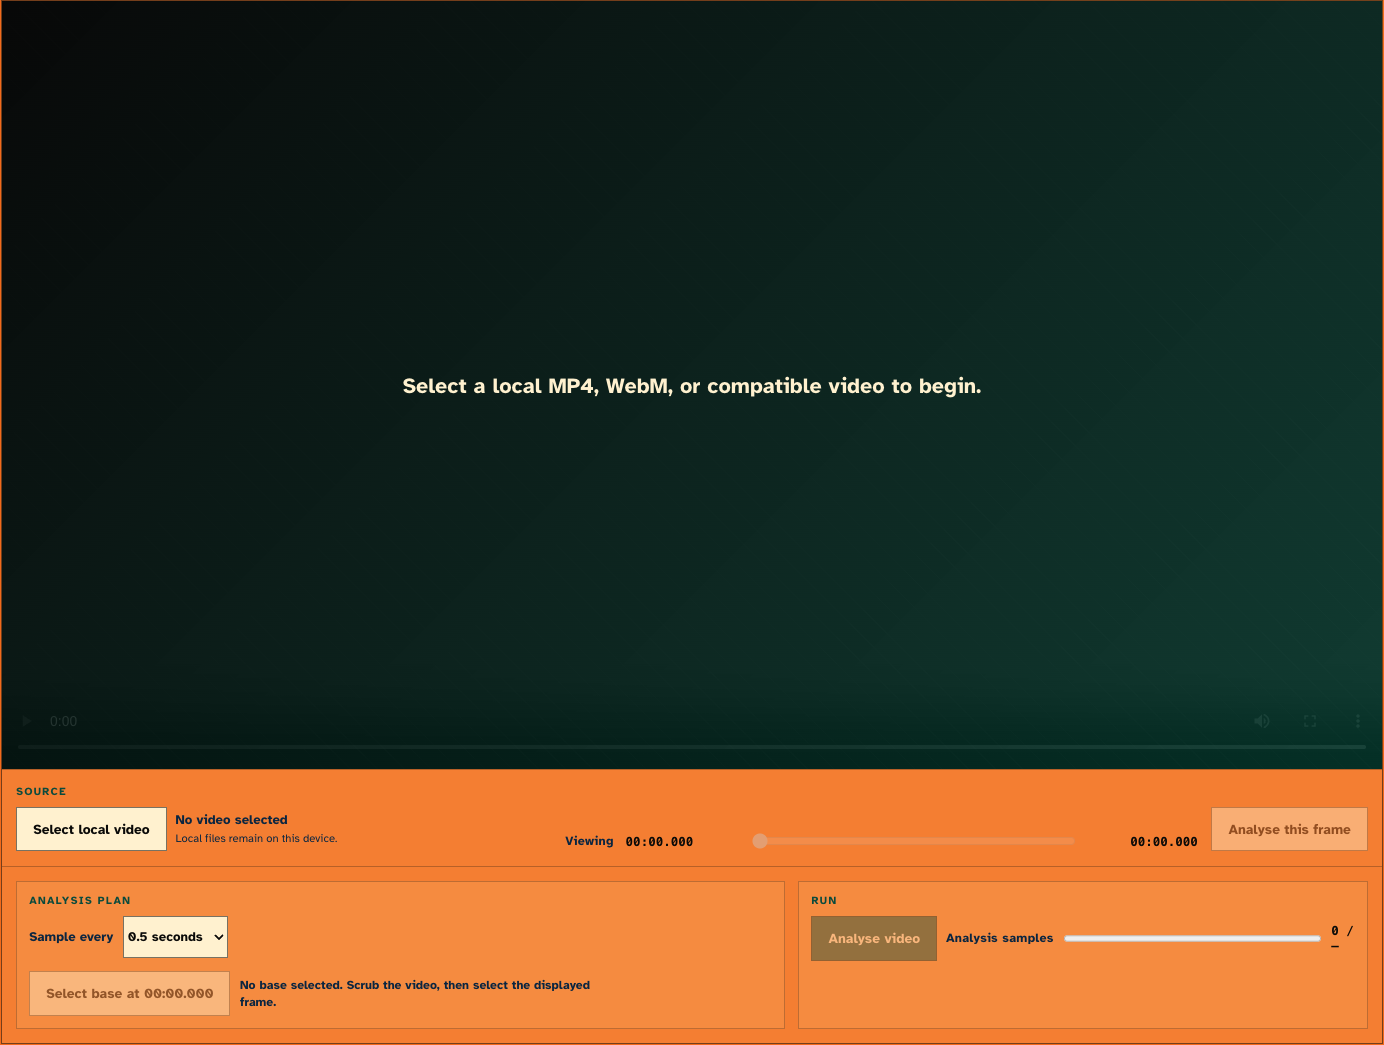 Select a local MP4, WebM, or compatible video to begin.
0:00
SOURCE
Select local video
No video selected
Local files remain on this device.
Viewing 00:00.000
00:00.000
Analyse this frame
ANALYSIS PLAN
Sample every 0.5 seconds
Select base at 00:00.000
No base selected. Scrub the video, then select the displayed
frame.
RUN
Analyse video
Analysis samples
0 /
—